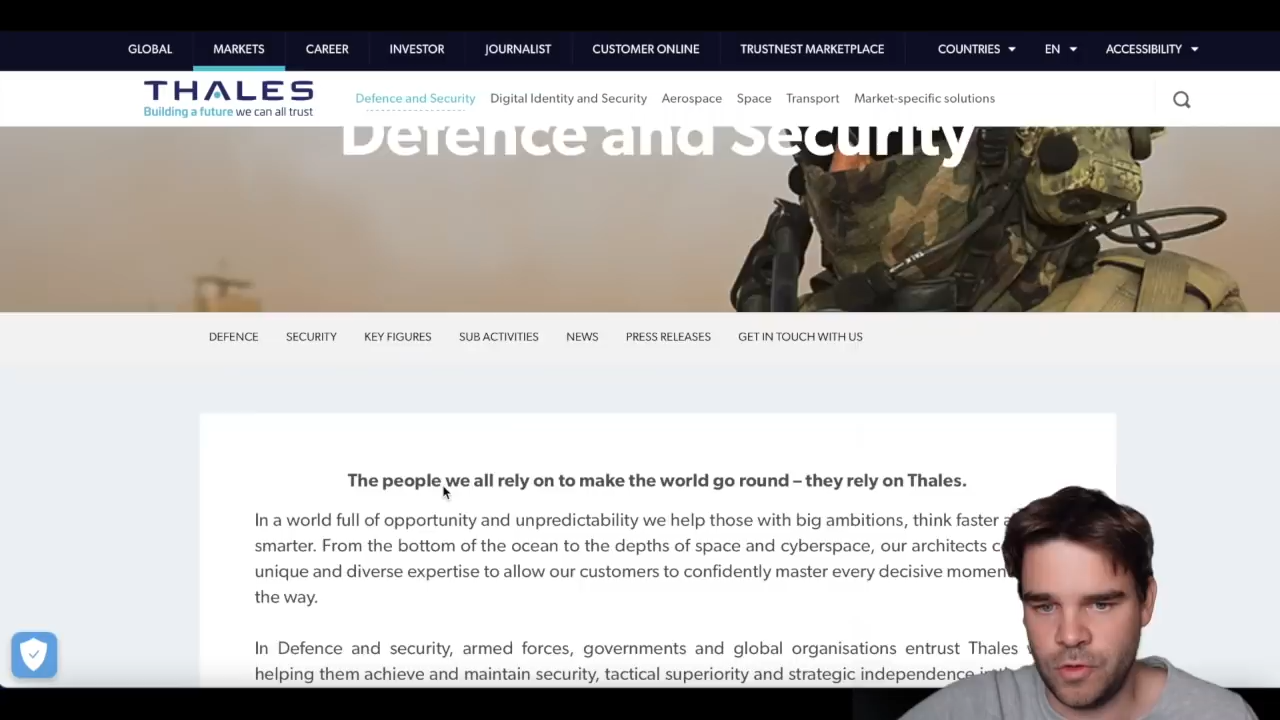 GLOBAL MARKETS CAREER INVESTOR JOURNALIST CUSTOMER ONLINE TRUSTNEST MARKETPLACE COUNTRIES EN ACCESSIBILITY
THALES
Building a future we can all trust
Defence and Security Digital Identity and Security Aerospace Space Transport Market-specific solutions
Defence and Security
DEFENCE SECURITY KEY FIGURES SUB ACTIVITIES NEWS PRESS RELEASES GET IN TOUCH WITH US
The people we all rely on to make the world go round – they rely on Thales.
In a world full of opportunity and unpredictability we help those with big ambitions, think faster
smarter. From the bottom of the ocean to the depths of space and cyberspace, our architects
unique and diverse expertise to allow our customers to confidently master every decisive
the way.
In Defence and security, armed forces, governments and global organisations entrust Thales
helping them achieve and maintain security, tactical superiority and strategic independence